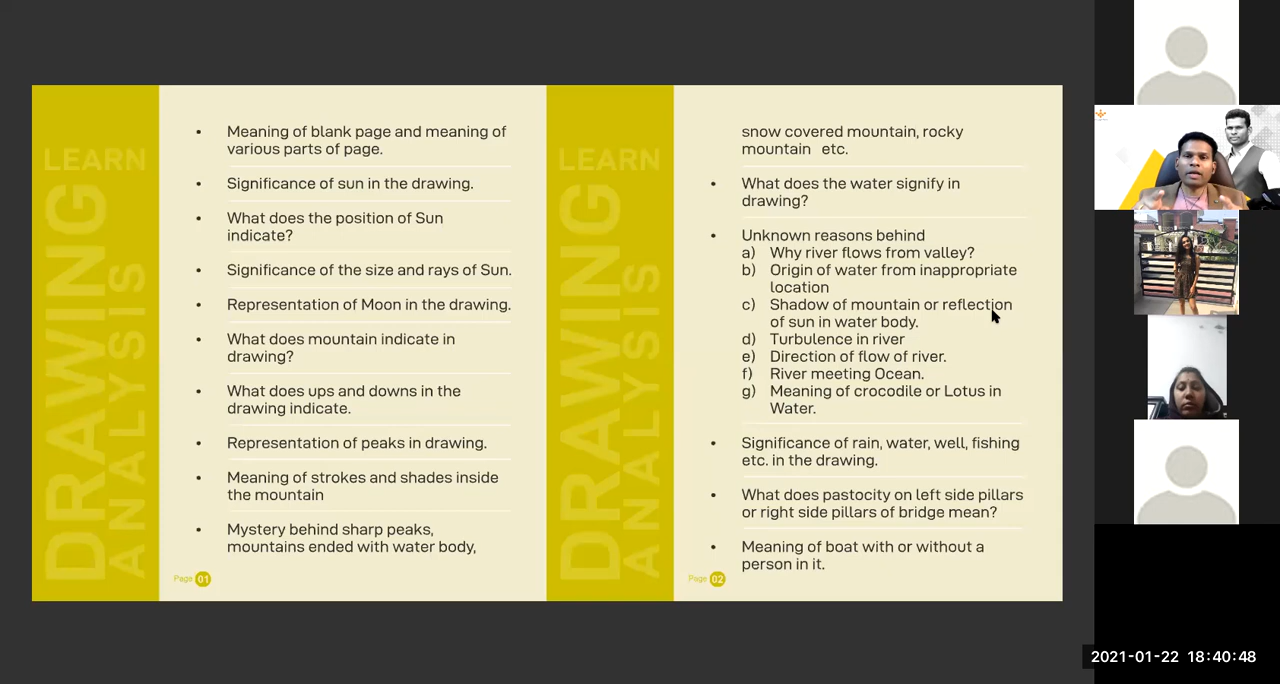 LEARN
DRAWING
ANALYSIS
• Meaning of blank page and meaning of
various parts of page.
• Significance of sun in the drawing.
• What does the position of Sun
indicate?
• Significance of the size and rays of Sun.
• Representation of Moon in the drawing.
• What does mountain indicate in
drawing?
• What does ups and downs in the
drawing indicate.
• Representation of peaks in drawing.
• Meaning of strokes and shades inside
the mountain
• Mystery behind sharp peaks,
mountains ended with water body,
Page 01
LEARN
DRAWING
ANALYSIS
snow covered mountain, rocky
mountain etc.
• What does the water signify in
drawing?
• Unknown reasons behind
a) Why river flows from valley?
b) Origin of water from inappropriate
location
c) Shadow of mountain or reflection
of sun in water body.
d) Turbulence in river
e) Direction of flow of river.
f) River meeting Ocean.
g) Meaning of crocodile or Lotus in
Water.
• Significance of rain, water, well, fishing
etc. in the drawing.
• What does pastocity on left side pillars
or right side pillars of bridge mean?
• Meaning of boat with or without a
person in it.
Page 02
2021-01-22 18:40:48